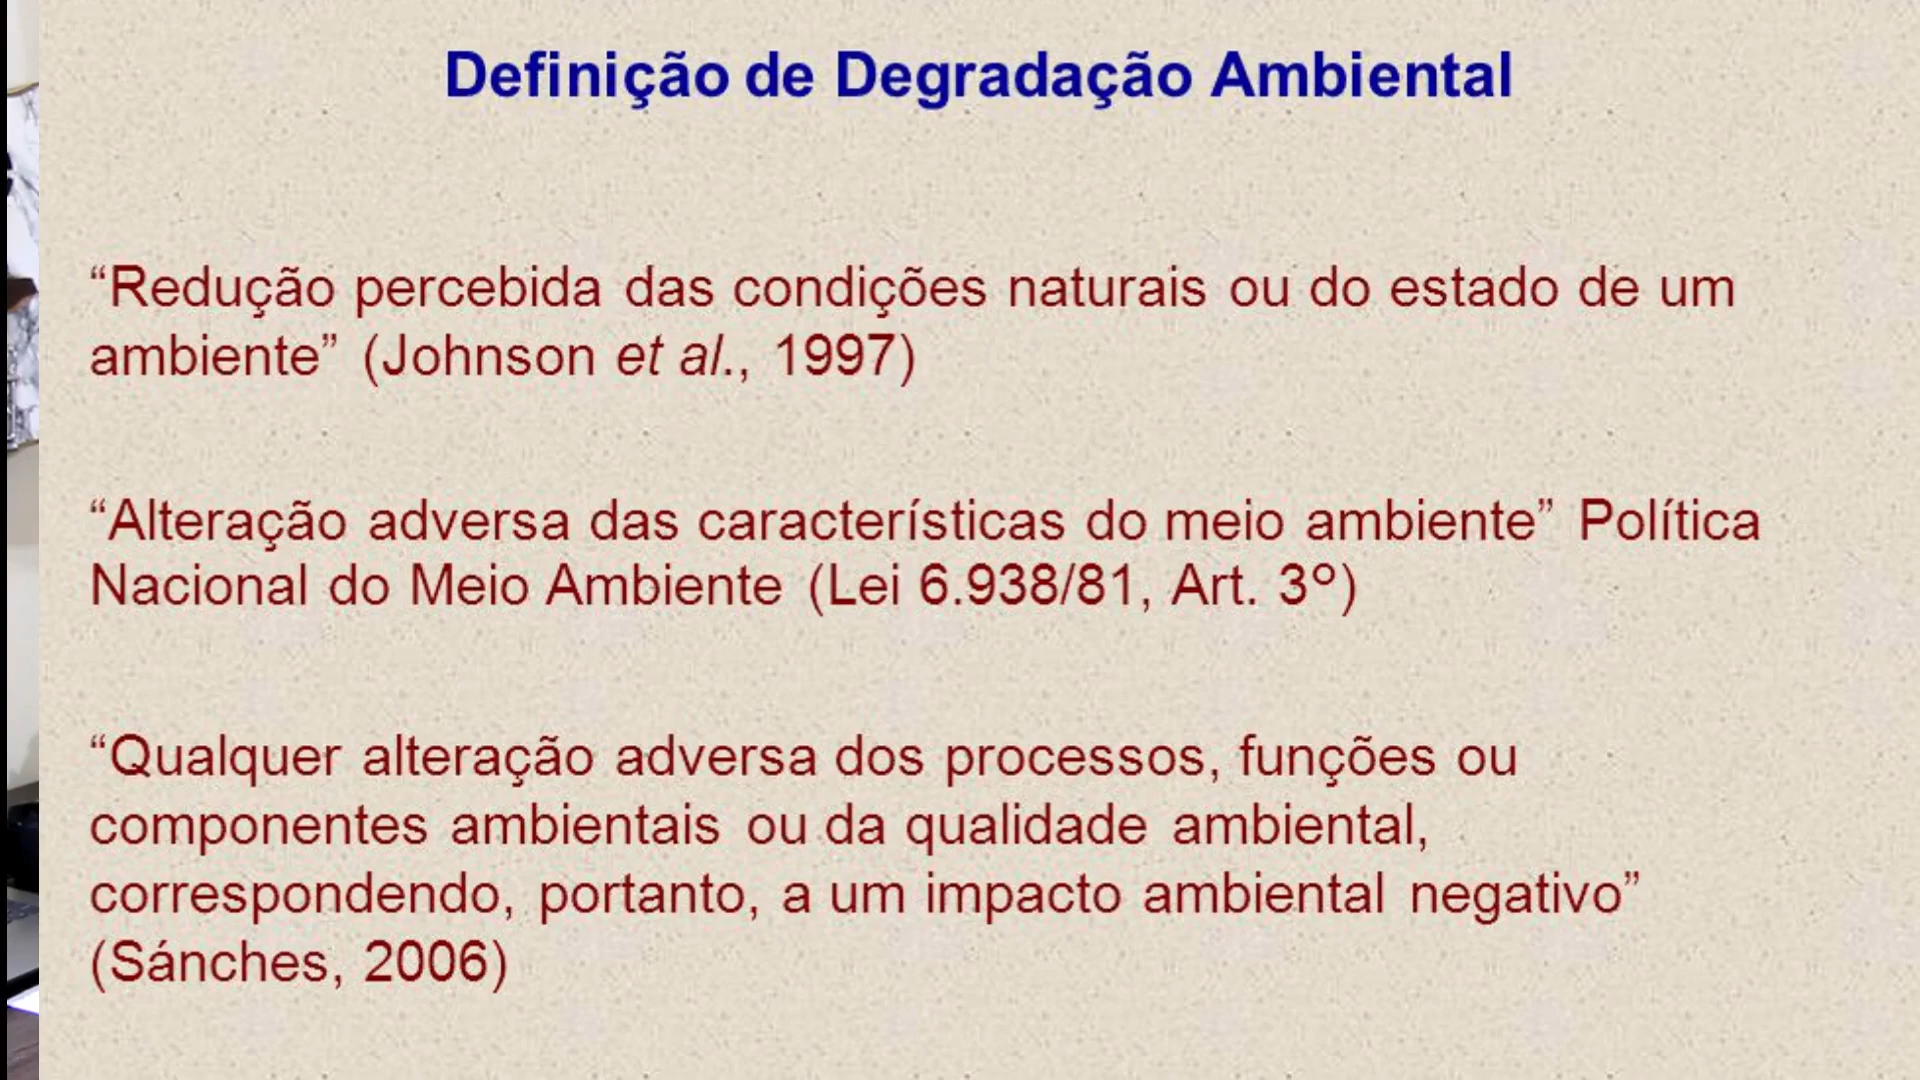 Definição de Degradação Ambiental
“Redução percebida das condições naturais ou do estado de um
ambiente” (Johnson et al., 1997)
“Alteração adversa das características do meio ambiente” Política
Nacional do Meio Ambiente (Lei 6.938/81, Art. 3º)
“Qualquer alteração adversa dos processos, funções ou
componentes ambientais ou da qualidade ambiental,
correspondendo, portanto, a um impacto ambiental negativo”
(Sánches, 2006)